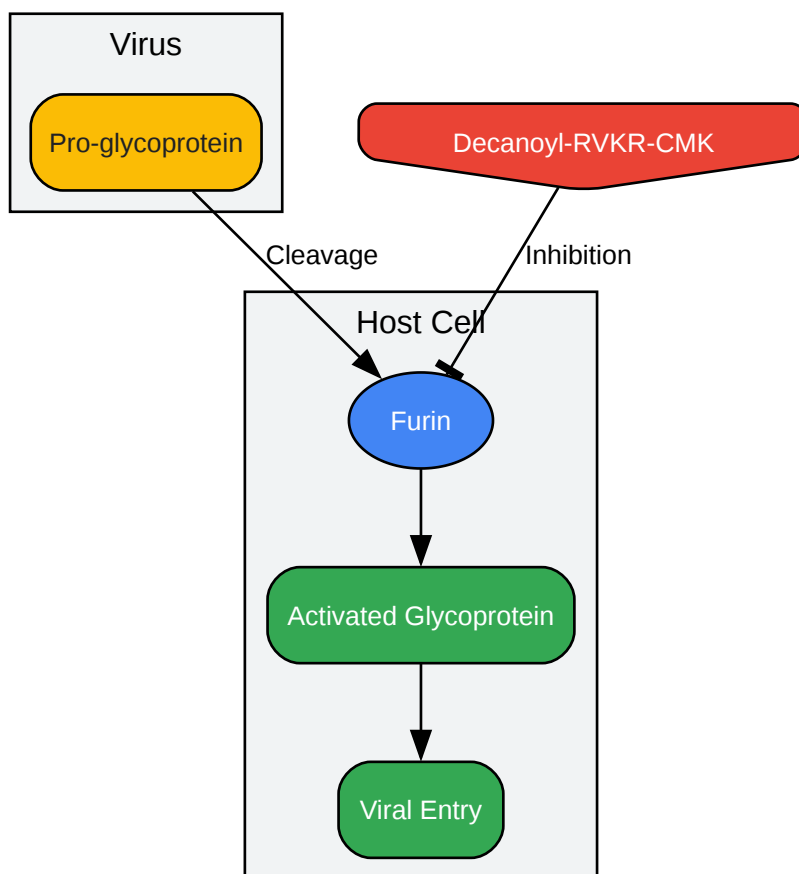 Virus
Pro-glycoprotein
Decanoyl-RVKR-CMK
Cleavage
Inhibition
Host Cell
Furin
Activated Glycoprotein
Viral Entry